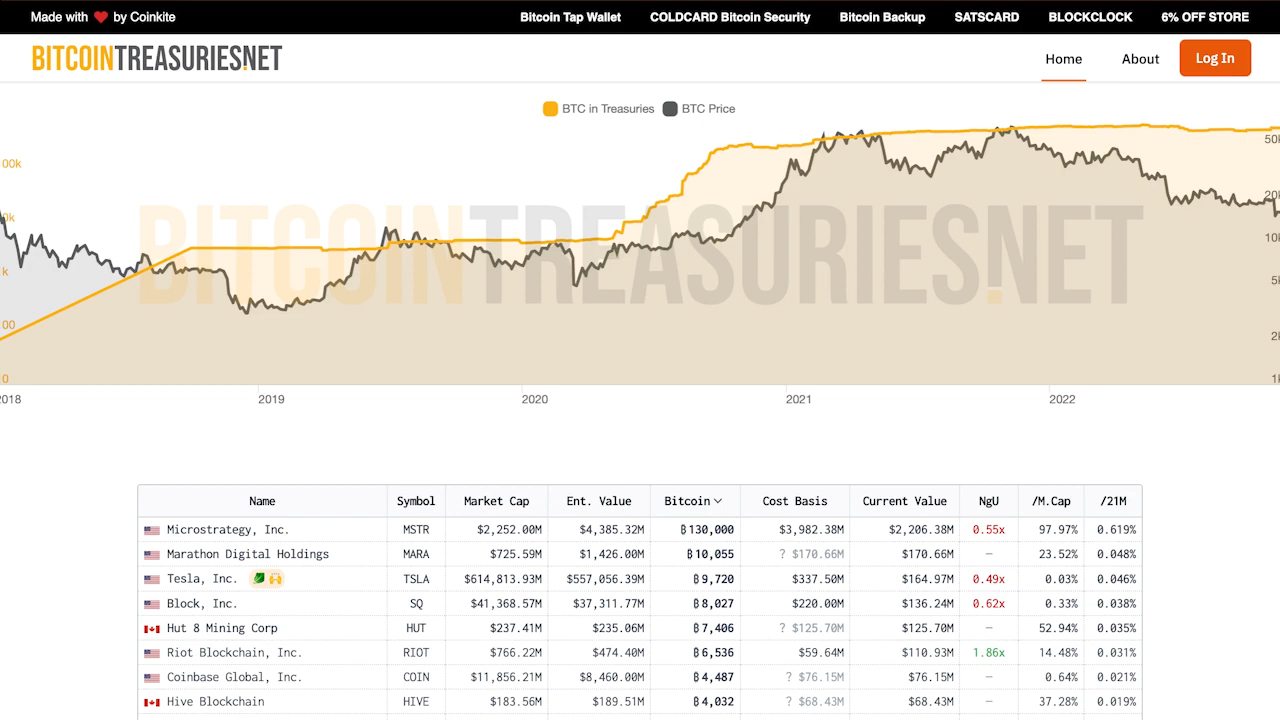 Made with ❤ by Coinkite Bitcoin Tap Wallet COLDCARD Bitcoin Security Bitcoin Backup SATSCARD BLOCKCLOCK 6% OFF STORE
BITCOINTREASURIES.NET Home About Log In
BTC in Treasuries BTC Price
00k 50k
0k 20k
BITCOINTREASURIES.NET
10k
k 5k
00 2k
0 1k
2018 2019 2020 2021 2022
Name Symbol Market Cap Ent. Value Bitcoin Cost Basis Current Value NgU /M.Cap /21M
Microstrategy, Inc. MSTR $2,252.00M $4,385.32M ₿130,000 $3,982.38M $2,206.38M 0.55x 97.97% 0.619%
Marathon Digital Holdings MARA $725.59M $1,426.00M ₿10,055 ? $170.66M $170.66M – 23.52% 0.048%
Tesla, Inc. TSLA $614,813.93M $557,056.39M ₿9,720 $337.50M $164.97M 0.49x 0.03% 0.046%
Block, Inc. SQ $41,368.57M $37,311.77M ₿8,027 $220.00M $136.24M 0.62x 0.33% 0.038%
Hut 8 Mining Corp HUT $237.41M $235.06M ₿7,406 ? $125.70M $125.70M – 52.94% 0.035%
Riot Blockchain, Inc. RIOT $766.22M $474.40M ₿6,536 $59.64M $110.93M 1.86x 14.48% 0.031%
Coinbase Global, Inc. COIN $11,856.21M $8,460.00M ₿4,487 ? $76.15M $76.15M – 0.64% 0.021%
Hive Blockchain HIVE $183.56M $189.51M ₿4,032 ? $68.43M $68.43M – 37.28% 0.019%